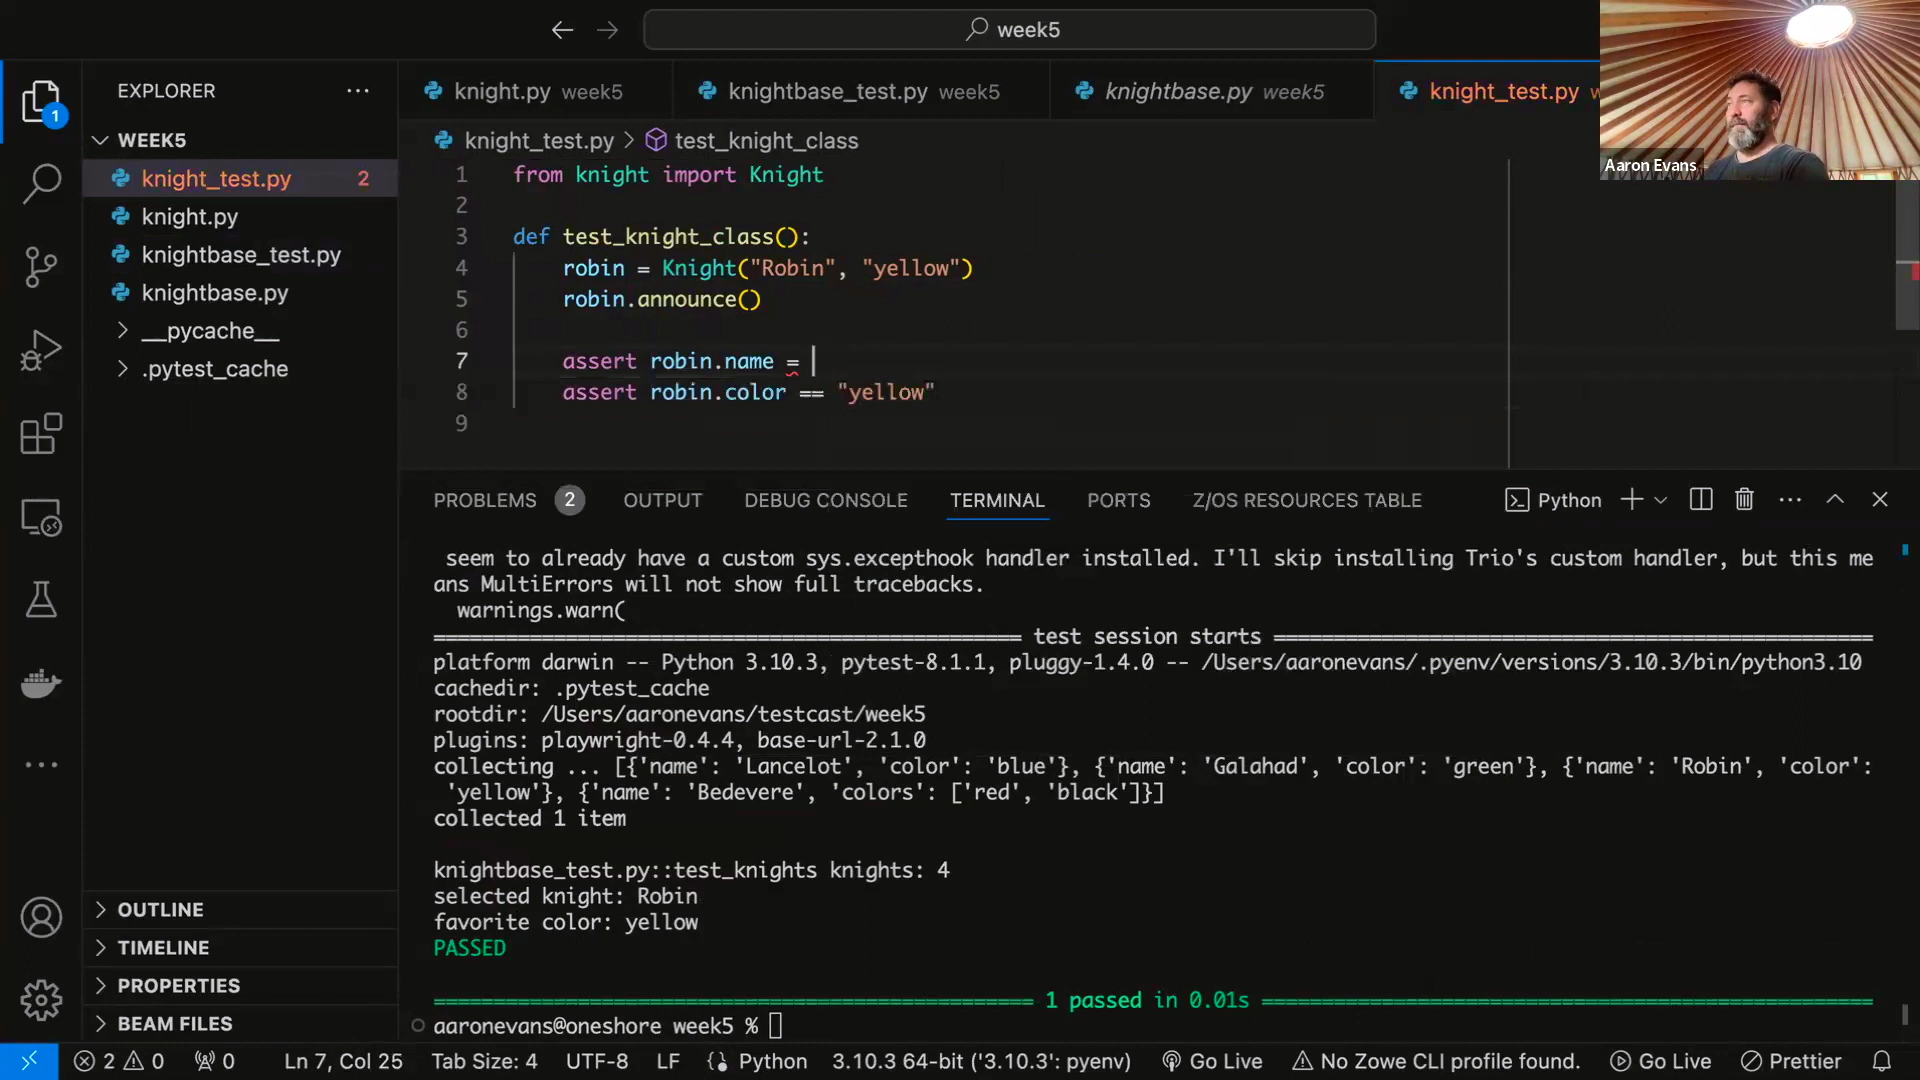 week5
EXPLORER
knight.py week5
knightbase_test.py week5
knightbase.py week5
knight_test.py
Aaron Evans
WEEK5
knight_test.py 2
knight.py
knightbase_test.py
knightbase.py
__pycache__
.pytest_cache
1
knight_test.py > test_knight_class
1 from knight import Knight
2
3 def test_knight_class():
4 robin = Knight("Robin", "yellow")
5 robin.announce()
6
7 assert robin.name =
8 assert robin.color == "yellow"
9
PROBLEMS 2 OUTPUT DEBUG CONSOLE TERMINAL PORTS Z/OS RESOURCES TABLE Python
seem to already have a custom sys.excepthook handler installed. I'll skip installing Trio's custom handler, but this me
ans MultiErrors will not show full tracebacks.
warnings.warn(
test session starts
platform darwin -- Python 3.10.3, pytest-8.1.1, pluggy-1.4.0 -- /Users/aaronevans/.pyenv/versions/3.10.3/bin/python3.10
cachedir: .pytest_cache
rootdir: /Users/aaronevans/testcast/week5
plugins: playwright-0.4.4, base-url-2.1.0
collecting ... [{'name': 'Lancelot', 'color': 'blue'}, {'name': 'Galahad', 'color': 'green'}, {'name': 'Robin', 'color':
'yellow'}, {'name': 'Bedevere', 'colors': ['red', 'black']}]
collected 1 item
knightbase_test.py::test_knights knights: 4
selected knight: Robin
favorite color: yellow
PASSED
1 passed in 0.01s
aaronevans@oneshore week5 %
OUTLINE
TIMELINE
PROPERTIES
BEAM FILES
2 0 0 Ln 7, Col 25 Tab Size: 4 UTF-8 LF Python 3.10.3 64-bit ('3.10.3': pyenv) Go Live No Zowe CLI profile found. Go Live Prettier